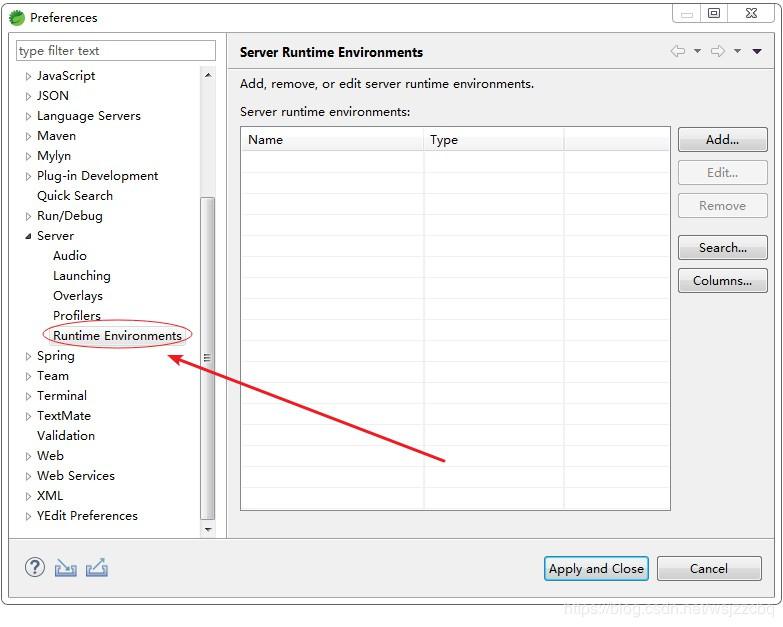 Preferences
type filter text
JavaScript
JSON
Language Servers
Maven
Mylyn
Plug-in Development
Quick Search
Run/Debug
Server
Audio
Launching
Overlays
Profilers
Runtime Environments
Spring
Team
Terminal
TextMate
Validation
Web
Web Services
XML
YEdit Preferences
Server Runtime Environments
Add, remove, or edit server runtime environments.
Server runtime environments:
Name Type
Add...
Edit...
Remove
Search...
Columns...
Apply and Close Cancel
https://blog.csdn.net/wsjzzcbq